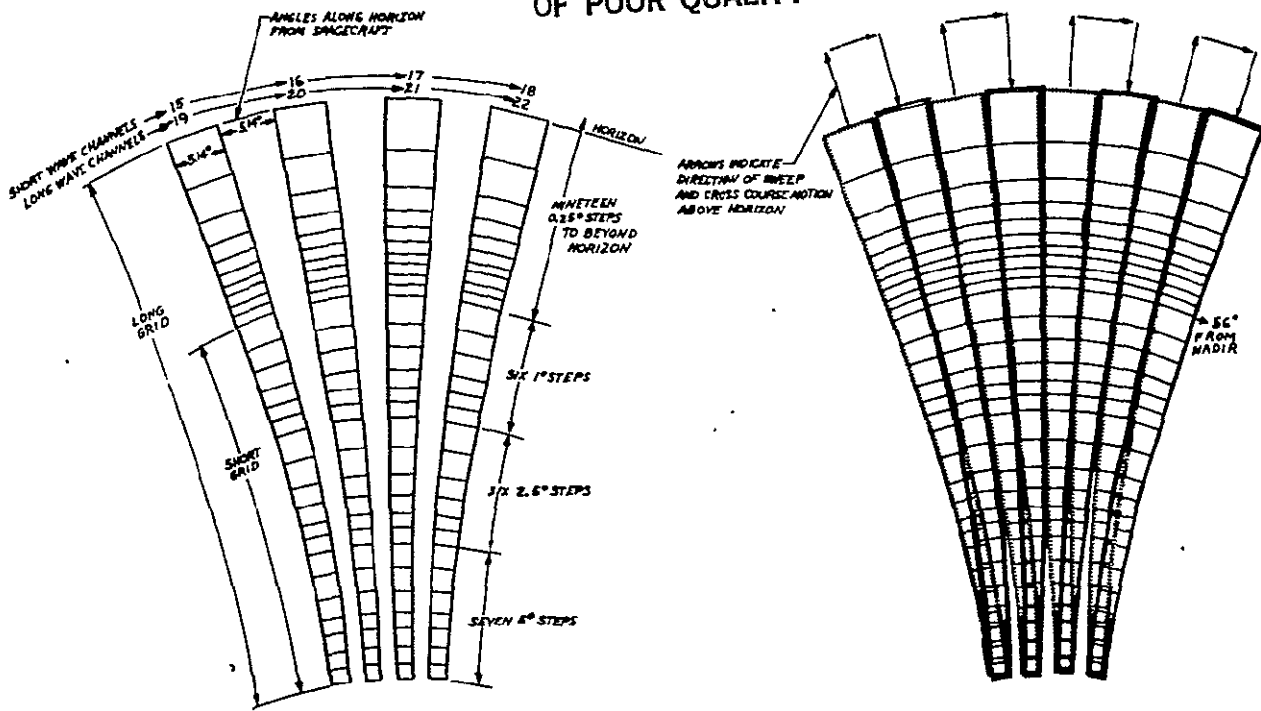 OF POOR QUALITY
ANGLES ALONG HORIZON
FROM SPACECRAFT
SHORT WAVE CHANNELS 15 16 17 18
LONG WAVE CHANNELS 19 20 21 22
5.14°
5.14°
HORIZON
NINETEEN
0.25° STEPS
TO BEYOND
HORIZON
LONG
GRID
SHORT
GRID
SIX 1° STEPS
SIX 2.5° STEPS
SEVEN 5° STEPS
ARROWS INDICATE
DIRECTION OF SWEEP
AND CROSS COURSE MOTION
ABOVE HORIZON
56°
FROM
NADIR